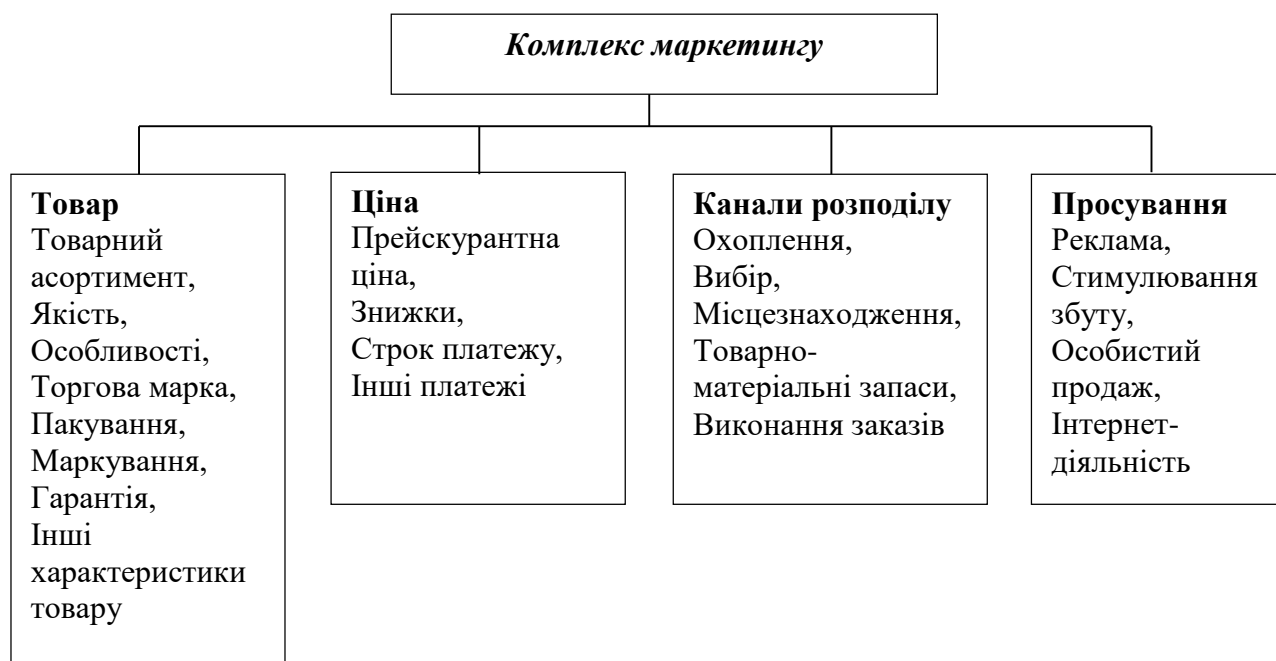 Комплекс маркетингу
Товар
Товарний
асортимент,
Якість,
Особливості,
Торгова марка,
Пакування,
Маркування,
Гарантія,
Інші
характеристики
товару
Ціна
Прейскурантна
ціна,
Знижки,
Строк платежу,
Інші платежі
Канали розподілу
Охоплення,
Вибір,
Місцезнаходження,
Товарно-
матеріальні запаси,
Виконання заказів
Просування
Реклама,
Стимулювання
збуту,
Особистий
продаж,
Інтернет-
діяльність